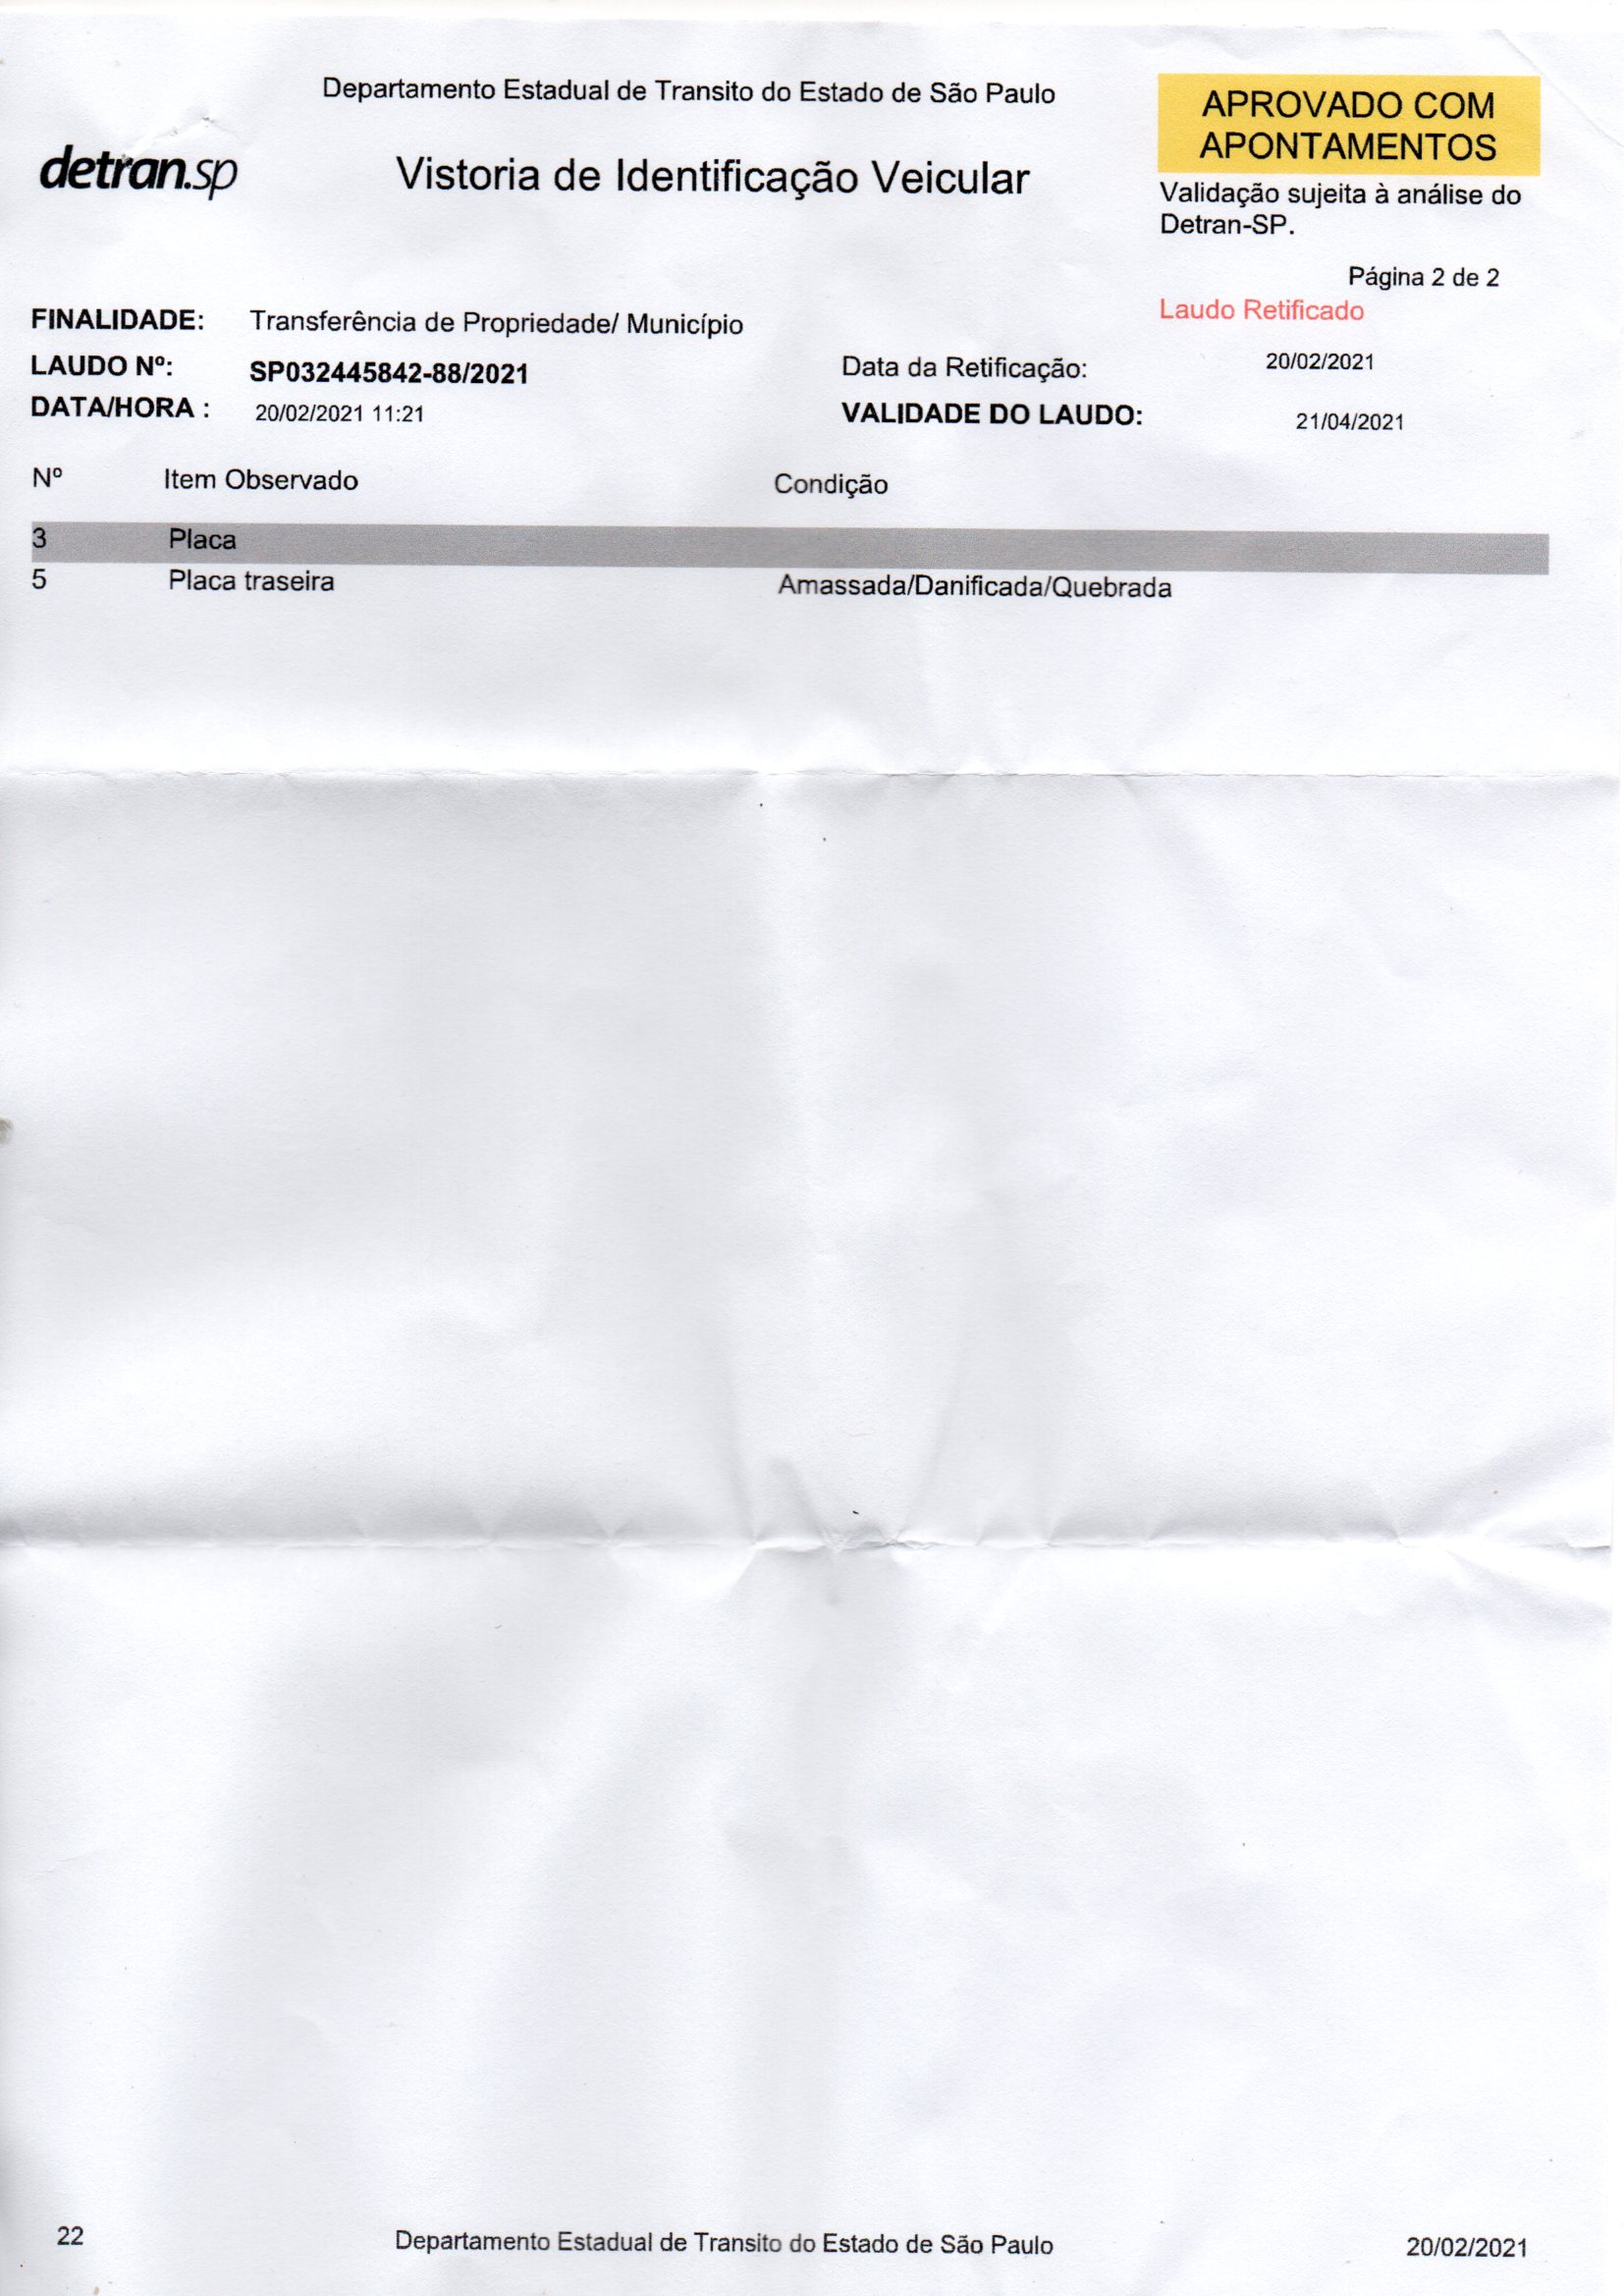 Departamento Estadual de Transito do Estado de São Paulo
APROVADO COM
APONTAMENTOS
detran.sp
Vistoria de Identificação Veicular
Validação sujeita à análise do
Detran-SP.
Página 2 de 2
Laudo Retificado
FINALIDADE: Transferência de Propriedade/ Município
LAUDO Nº: SP032445842-88/2021 Data da Retificação: 20/02/2021
DATA/HORA : 20/02/2021 11:21 VALIDADE DO LAUDO: 21/04/2021
Nº Item Observado Condição
3 Placa
5 Placa traseira Amassada/Danificada/Quebrada
22 Departamento Estadual de Transito do Estado de São Paulo 20/02/2021